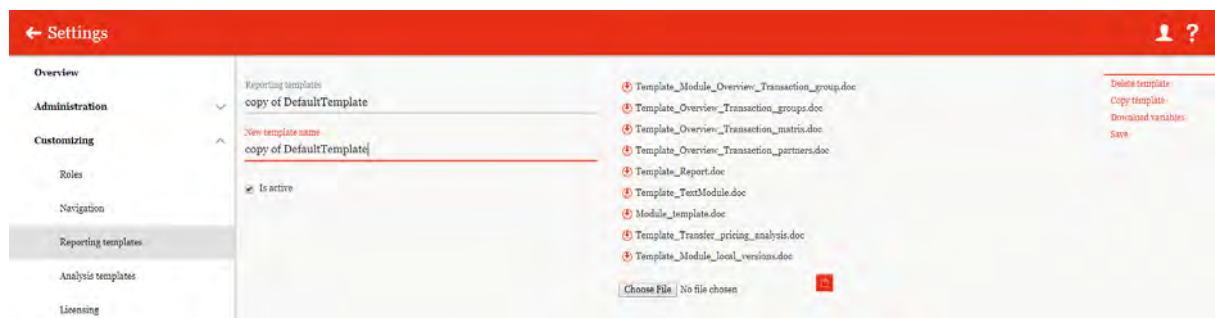 ← Settings
?
Overview
Administration
Customizing
Roles
Navigation
Reporting templates
Analysis templates
Licensing
Reporting templates
copy of DefaultTemplate
New template name
copy of DefaultTemplate
Is active
Template_Module_Overview_Transaction_group.doc
Template_Overview_Transaction_groups.doc
Template_Overview_Transaction_matrix.doc
Template_Overview_Transaction_partners.doc
Template_Report.doc
Template_TextModule.doc
Module_template.doc
Template_Transfer_pricing_analysis.doc
Template_Module_local_versions.doc
Choose File No file chosen
Delete template
Copy template
Download variables
Save